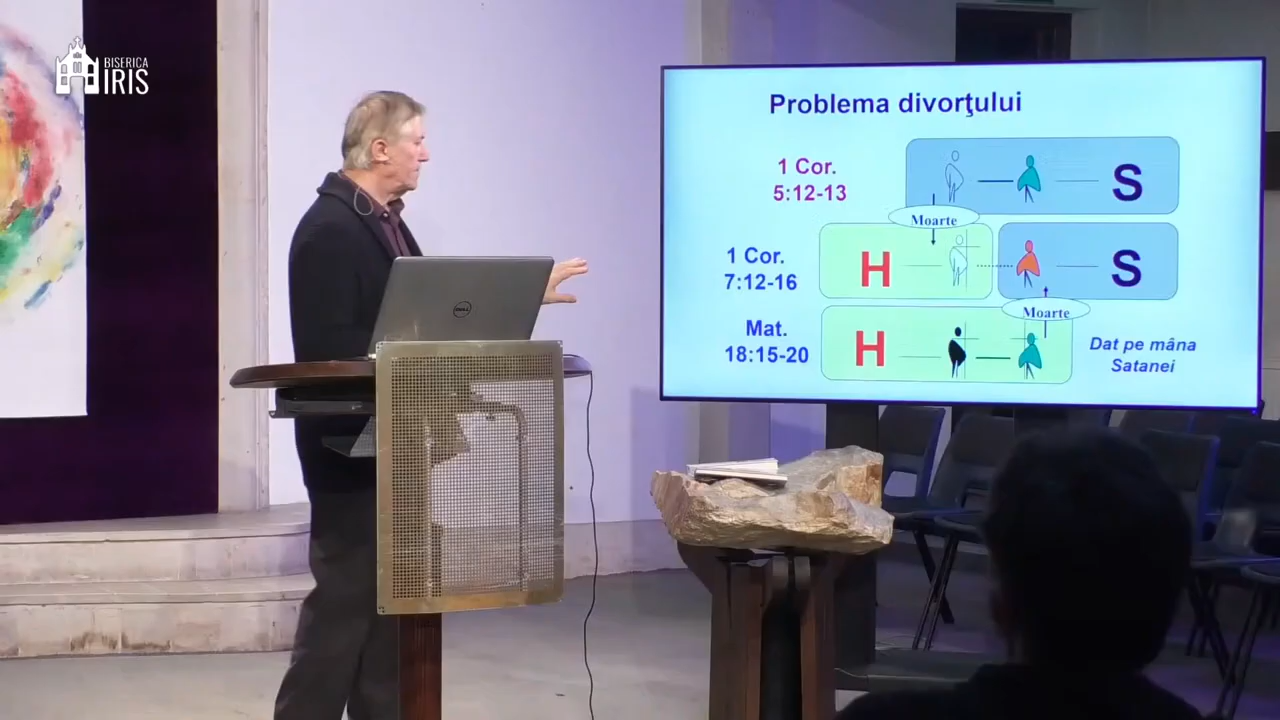 BISERICA
IRIS
Problema divorţului
1 Cor.
5:12-13
S
Moarte
1 Cor.
7:12-16
H
S
Moarte
Mat.
18:15-20
H
Dat pe mâna
Satanei
DELL